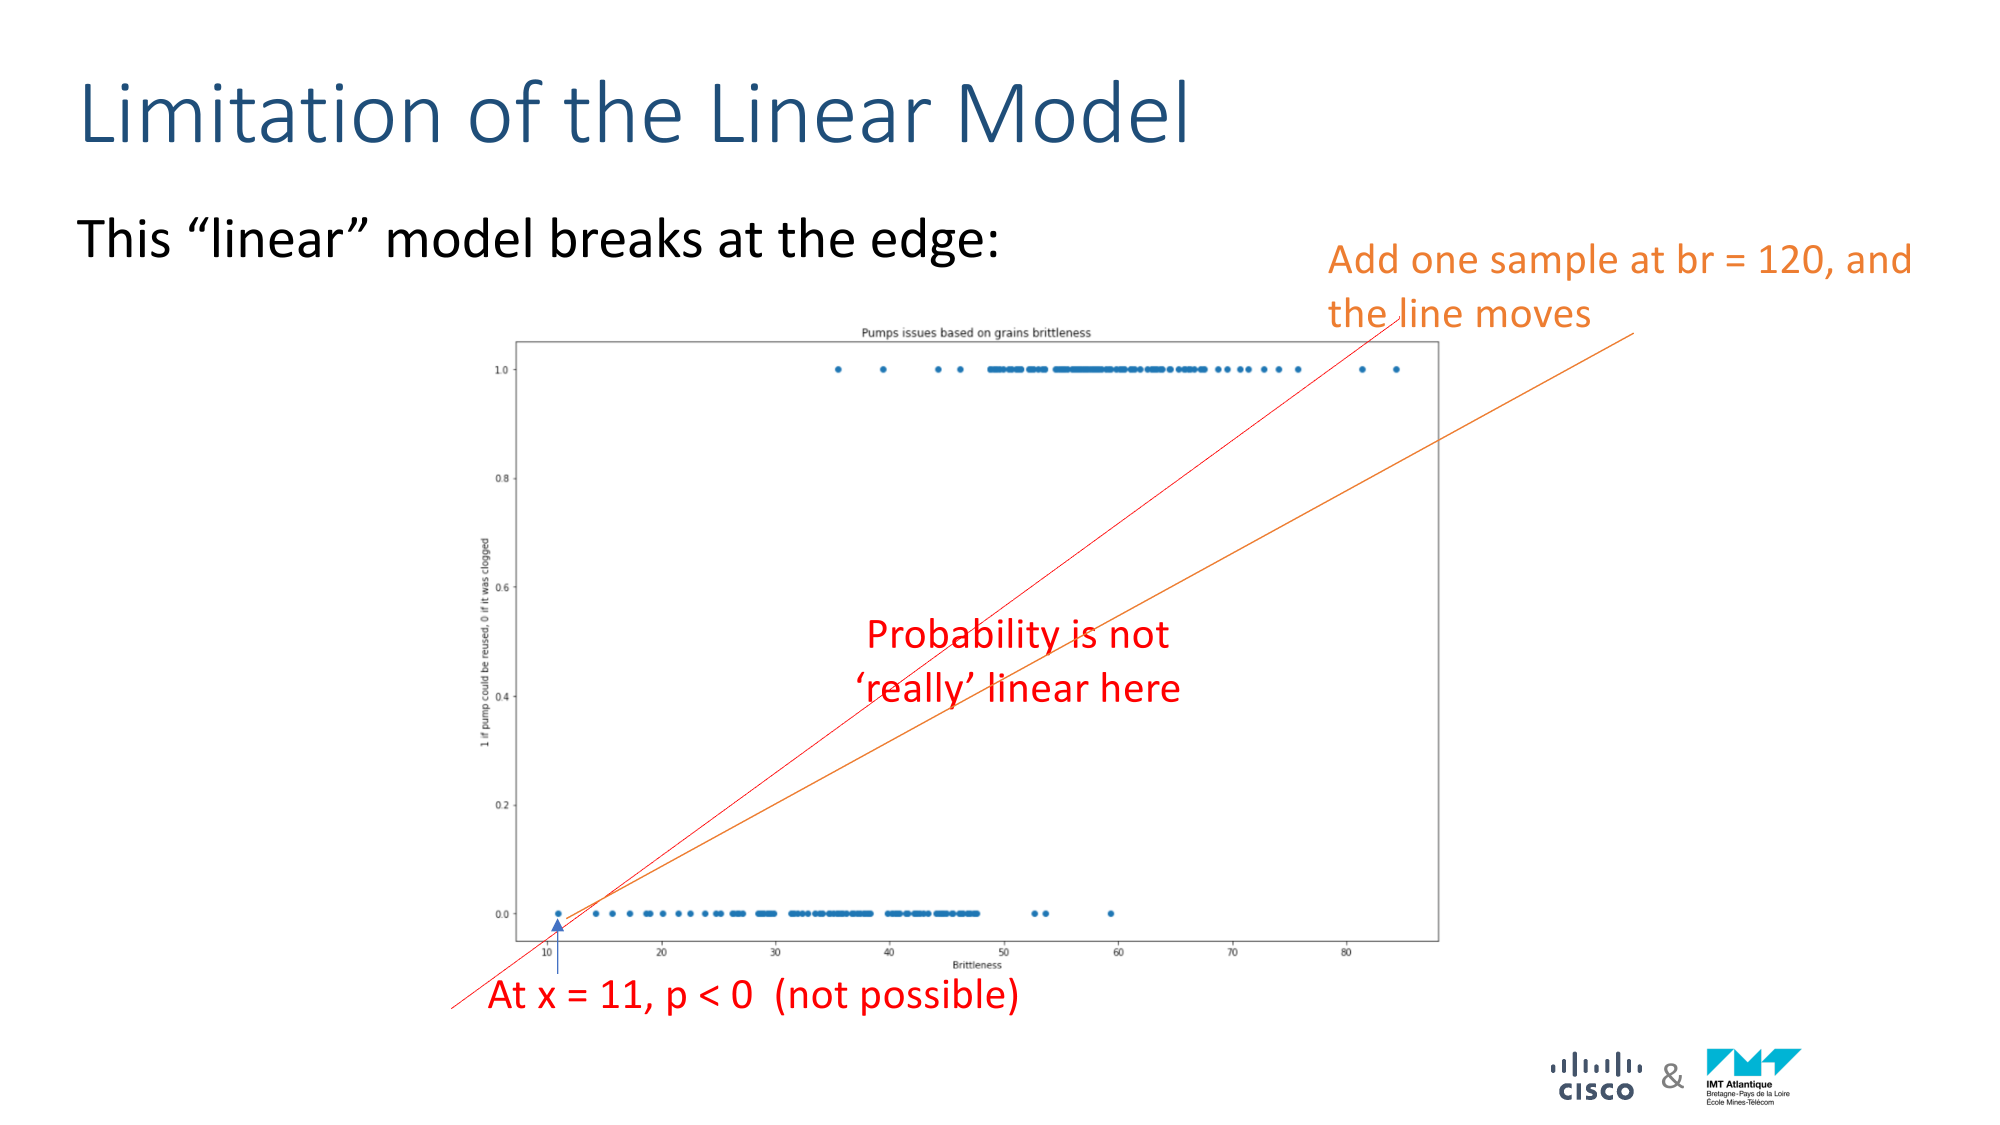 Limitation of the Linear Model
This “linear” model breaks at the edge:
Add one sample at br = 120, and
the line moves
Pumps issues based on grains brittleness
1.0
0.8
0.6
0.4
0.2
0.0
1 if pump could be reused, 0 if it was clogged
Probability is not
‘really’ linear here
10 20 30 40 50 60 70 80
Brittleness
At x = 11, p < 0 (not possible)
CISCO & IMT Atlantique
Bretagne-Pays de la Loire
École Mines-Télécom